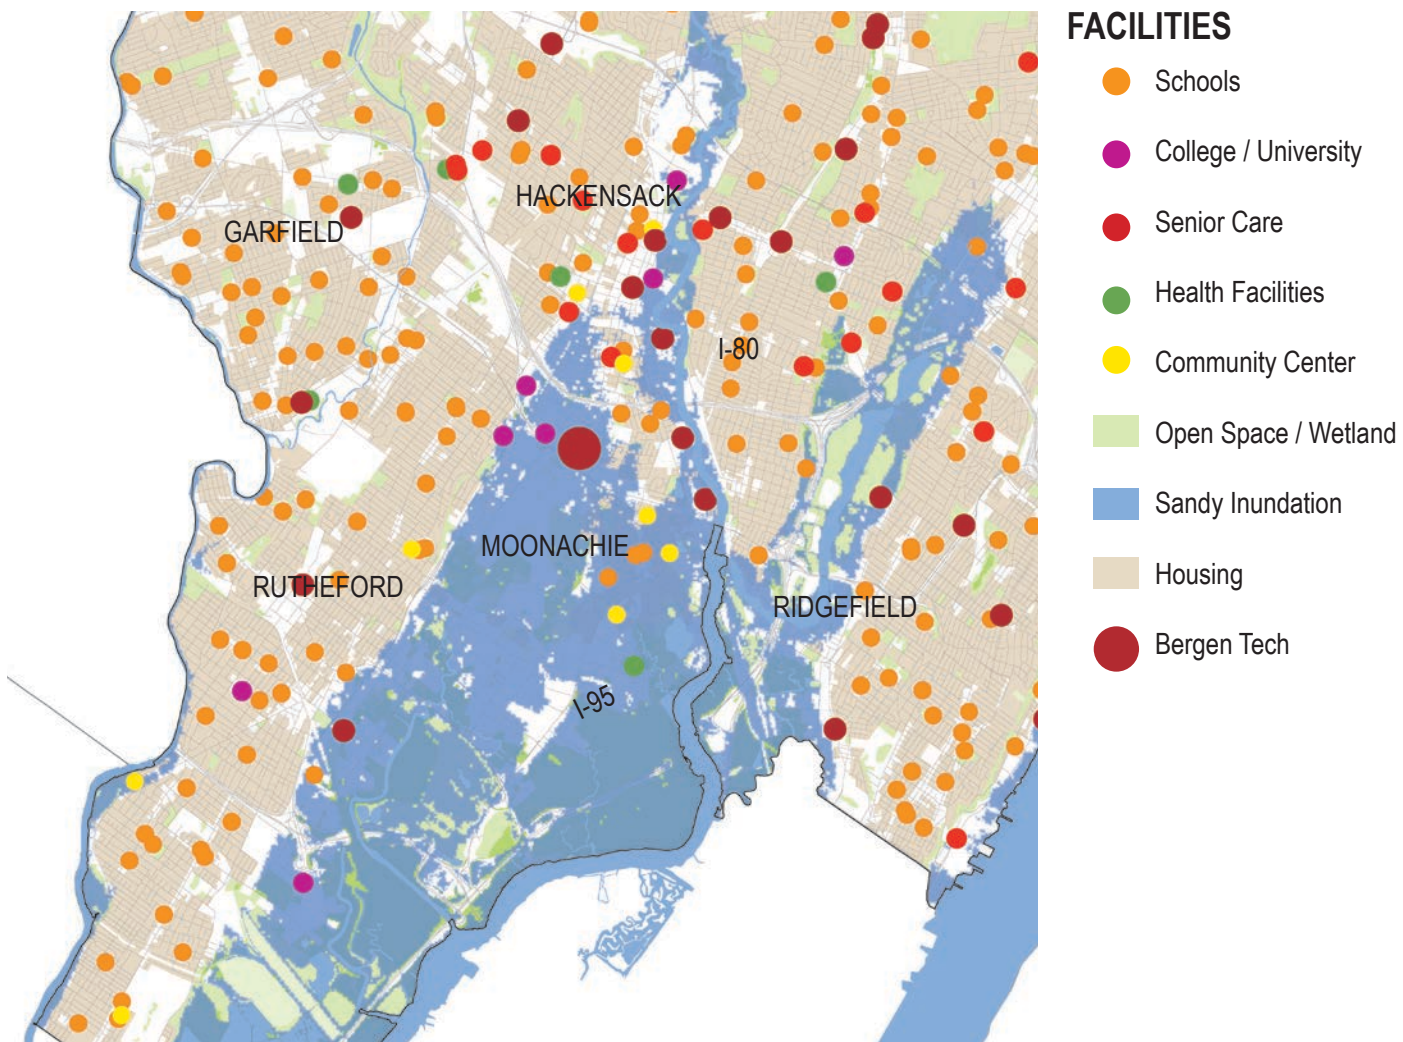 FACILITIES
Schools
College / University
Senior Care
Health Facilities
Community Center
Open Space / Wetland
Sandy Inundation
Housing
Bergen Tech
HACKENSACK
GARFIELD
I-80
MOONACHIE
RUTHEFORD
RIDGEFIELD
I-95